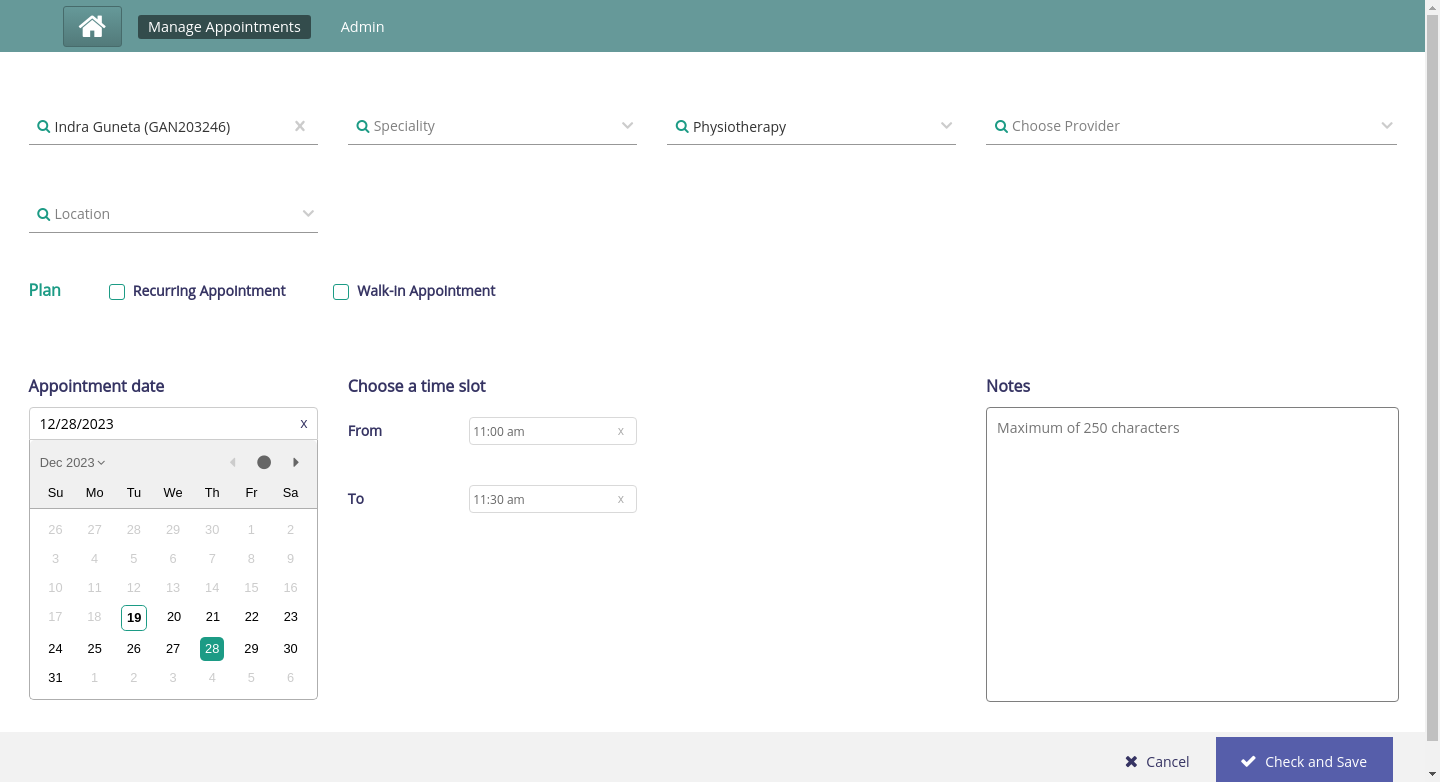 Manage Appointments Admin
Indra Guneta (GAN203246) Speciality Physiotherapy Choose Provider
Location
Plan Recurring Appointment Walk-in Appointment
Appointment date Choose a time slot Notes
12/28/2023 x
From 11:00 am x
Maximum of 250 characters
Dec 2023
Su Mo Tu We Th Fr Sa
To 11:30 am x
26 27 28 29 30 1 2
3 4 5 6 7 8 9
10 11 12 13 14 15 16
17 18 19 20 21 22 23
24 25 26 27 28 29 30
31 1 2 3 4 5 6
Cancel Check and Save